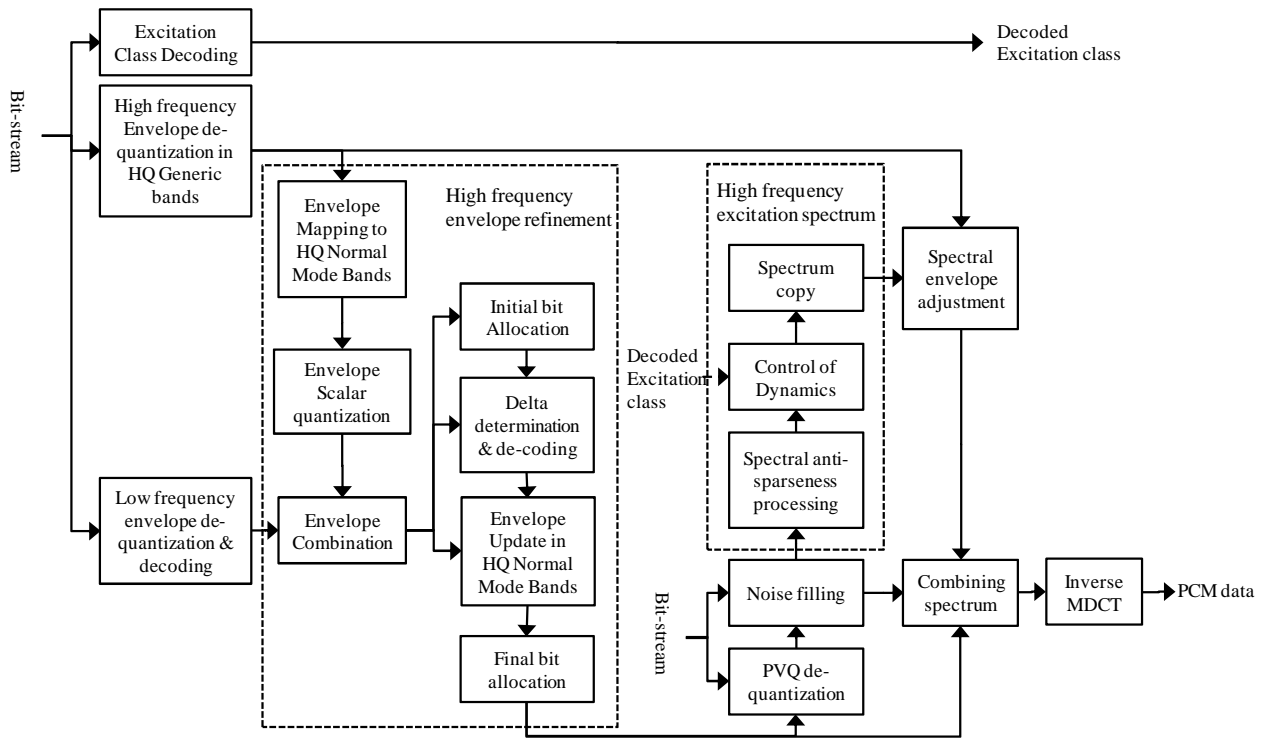 Excitation
Class Decoding
Decoded
Excitation class
Bit-stream
High frequency
Envelope de-
quantization in
HQ Generic
bands
High frequency
envelope refinement
Envelope
Mapping to
HQ Normal
Mode Bands
Envelope
Scalar
quantization
Low frequency
envelope de-
quantization &
decoding
Envelope
Combination
Initial bit
Allocation
Delta
determination
& de-coding
Envelope
Update in
HQ Normal
Mode Bands
Final bit
allocation
High frequency
excitation spectrum
Spectrum
copy
Decoded
Excitation
class
Control of
Dynamics
Spectral anti-
sparseness
processing
Spectral
envelope
adjustment
Bit-stream
Noise filling
PVQ de-
quantization
Combining
spectrum
Inverse
MDCT
PCM data